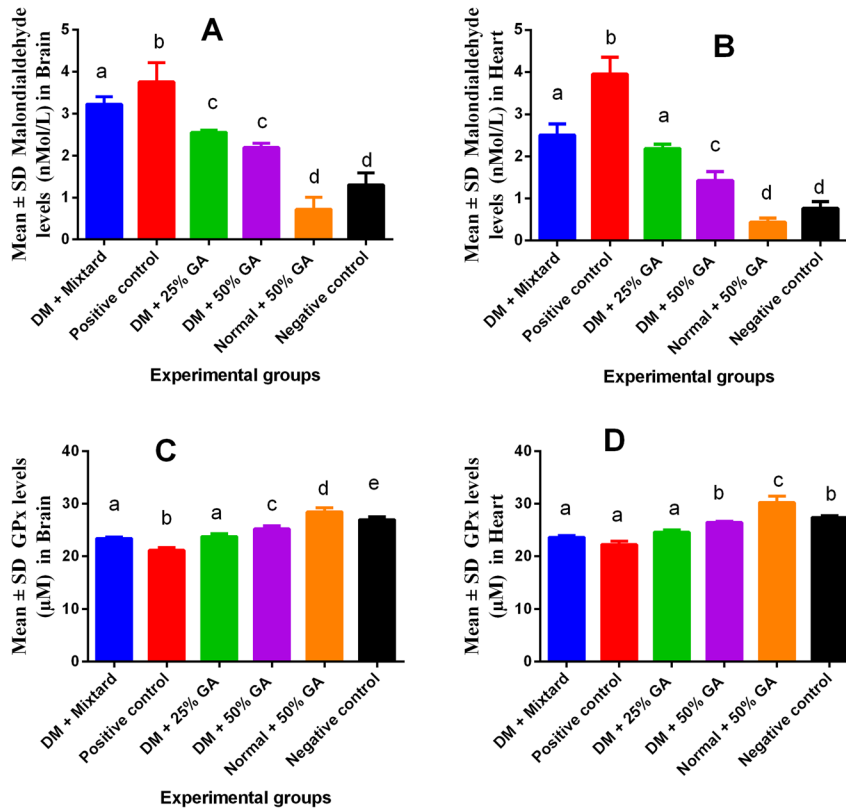 A
Mean ± SD Malondialdehyde
levels (nMol/L) in Brain
5
4
3
2
1
0
a
b
c
c
d
d
DM + Mixtard
Positive control
DM + 25% GA
DM + 50% GA
Normal + 50% GA
Negative control
Experimental groups
B
Mean ± SD Malondialdehyde
levels (nMol/L) in Heart
5
4
3
2
1
0
a
b
a
c
d
d
DM + Mixtard
Positive control
DM + 25% GA
DM + 50% GA
Normal + 50% GA
Negative control
Experimental groups
C
Mean ± SD GPx levels
(µM) in Brain
40
30
20
10
0
a
b
a
c
d
e
DM + Mixtard
Positive control
DM + 25% GA
DM + 50% GA
Normal + 50% GA
Negative control
Experimental groups
D
Mean ± SD GPx levels
(µM) in Heart
40
30
20
10
0
a
a
a
b
c
b
DM + Mixtard
Positive control
DM + 25% GA
DM + 50% GA
Normal + 50% GA
Negative control